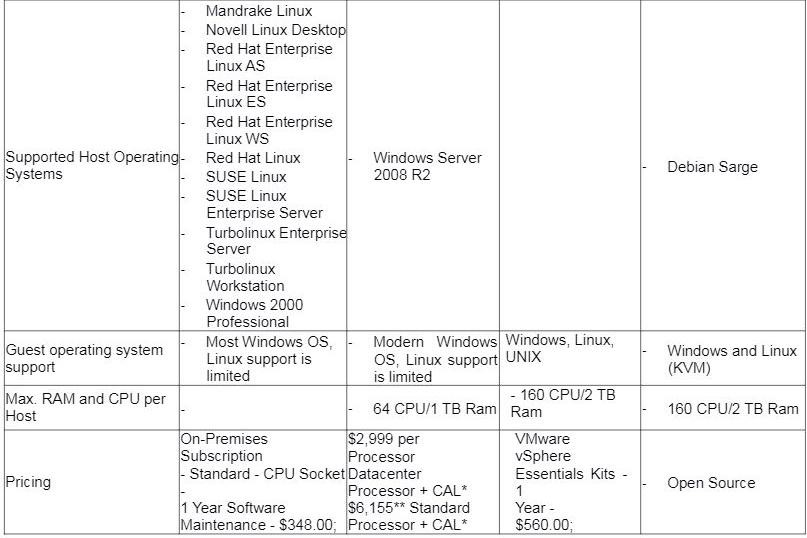 Supported Host Operating Systems
- Mandrake Linux
- Novell Linux Desktop
- Red Hat Enterprise
Linux AS
- Red Hat Enterprise
Linux ES
- Red Hat Enterprise
Linux WS
- Red Hat Linux
- SUSE Linux
- SUSE Linux
Enterprise Server
- Turbolinux Enterprise
Server
- Turbolinux
Workstation
- Windows 2000
Professional
- Windows Server
2008 R2
- Debian Sarge
Guest operating system
support
- Most Windows OS,
Linux support is
limited
- Modern Windows
OS, Linux support
is limited
Windows, Linux,
UNIX
- Windows and Linux
(KVM)
Max. RAM and CPU per
Host
-
- 64 CPU/1 TB Ram
- 160 CPU/2 TB
Ram
- 160 CPU/2 TB Ram
Pricing
On-Premises
Subscription
- Standard - CPU Socket
-
1 Year Software
Maintenance - $348.00;
$2,999 per
Processor
Datacenter
Processor + CAL*
$6,155** Standard
Processor + CAL*
VMware
vSphere
Essentials Kits -
1
Year -
$560.00;
- Open Source